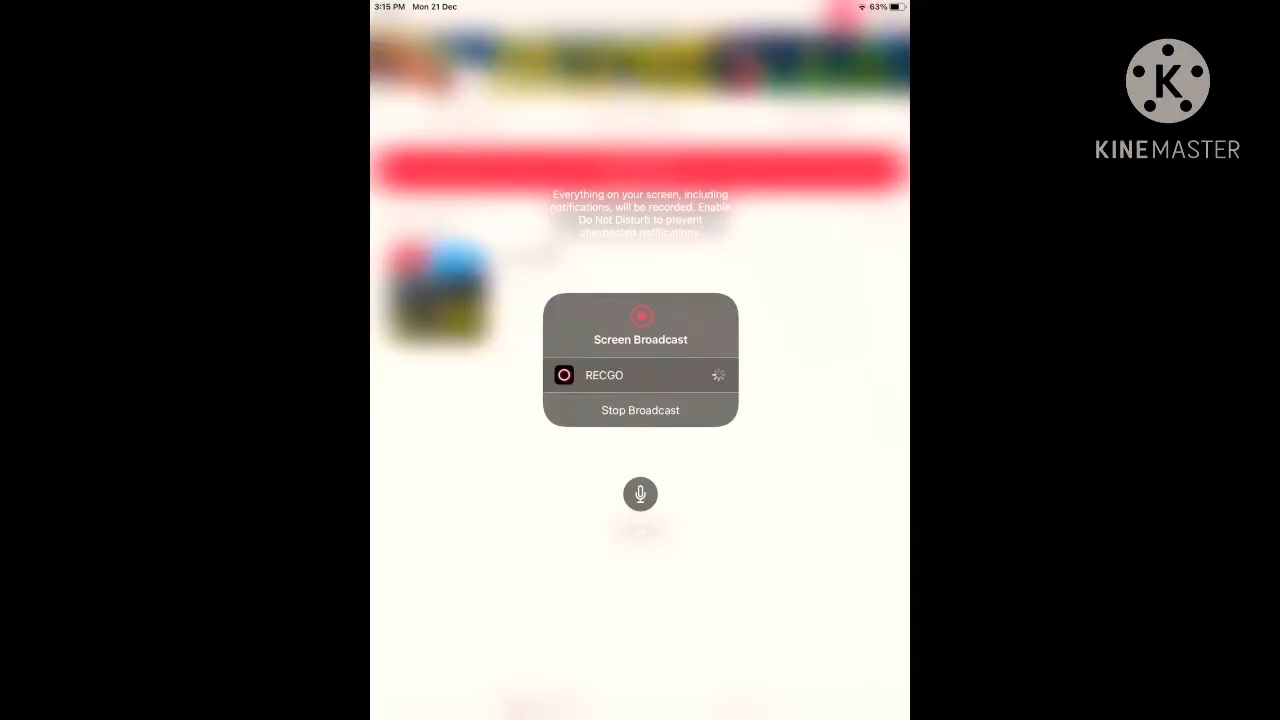 3:15 PM Mon 21 Dec
63%
K
KINEMASTER
Everything on your screen, including
notifications, will be recorded. Enable
Do Not Disturb to prevent
unexpected notifications.
Screen Broadcast
RECGO
Stop Broadcast